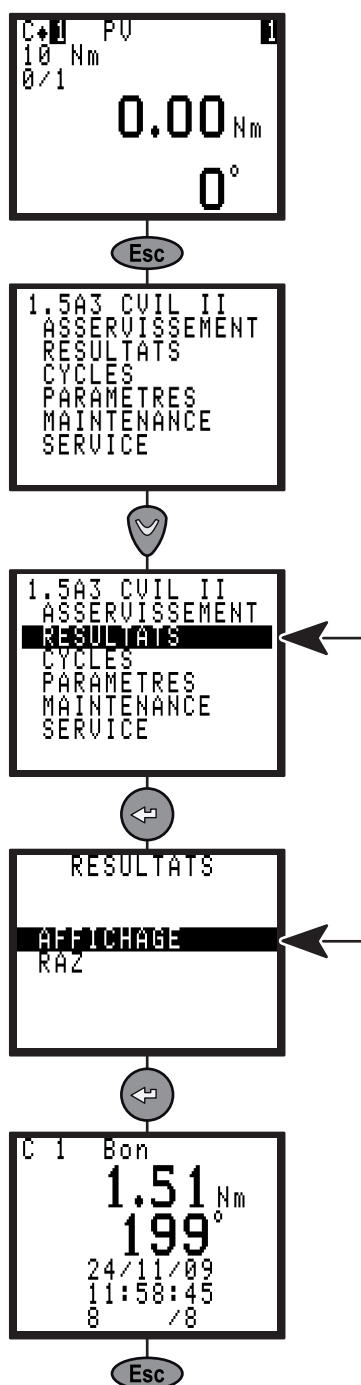 C♦1 PV 1
10 Nm
0/1
0.00 Nm
0°
Esc
1.5A3 CVIL II
ASSERVISSEMENT
RESULTATS
CYCLES
PARAMETRES
MAINTENANCE
SERVICE
1.5A3 CVIL II
ASSERVISSEMENT
RESULTATS
CYCLES
PARAMETRES
MAINTENANCE
SERVICE
RESULTATS
AFFICHAGE
RAZ
C 1 Bon
1.51 Nm
199°
24/11/09
11:58:45
8 /8
Esc